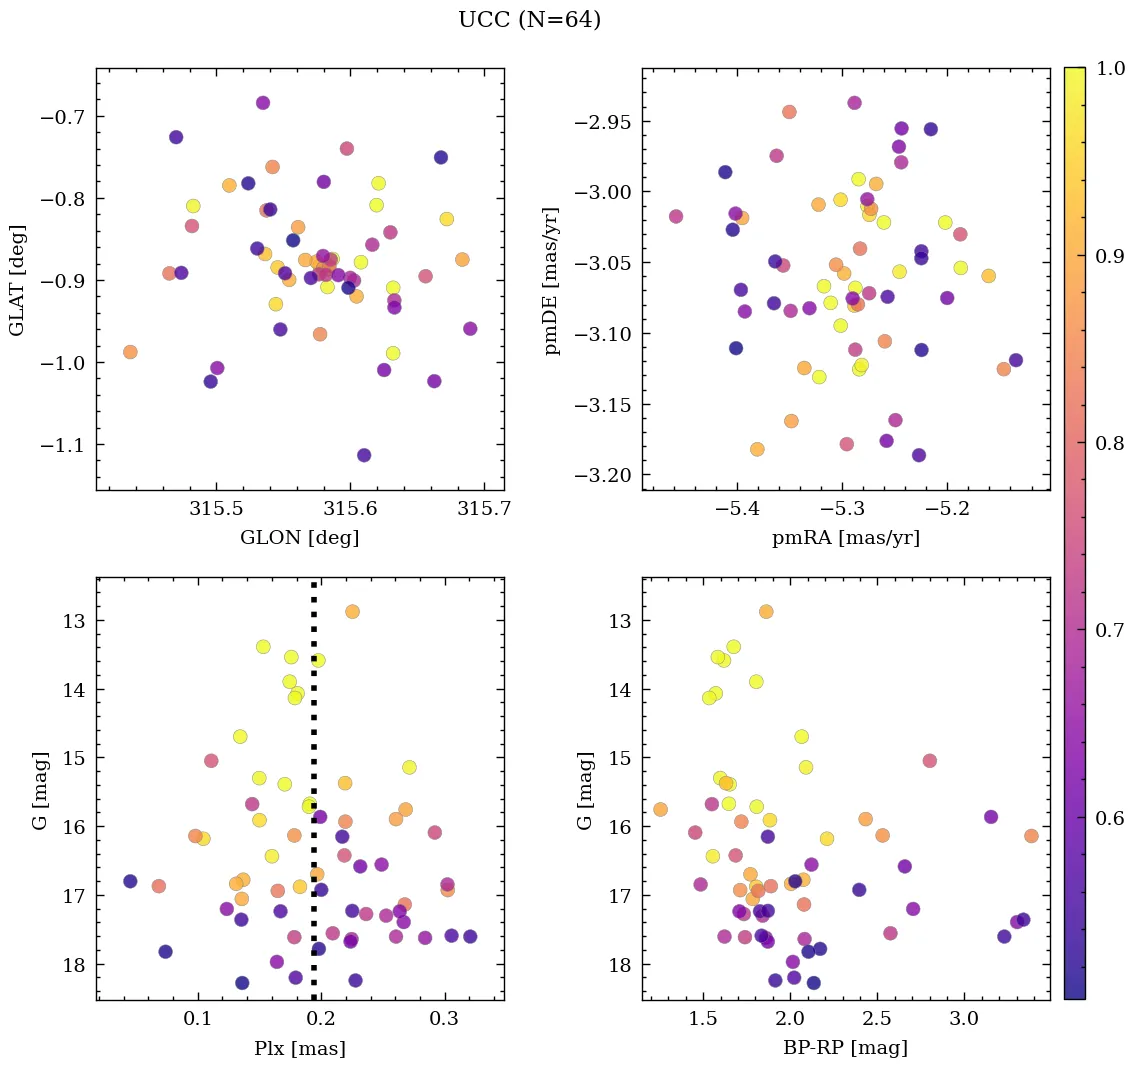 UCC (N=64)
−0.7
−0.8
−0.9
−1.0
−1.1
GLAT [deg]
315.5 315.6 315.7
GLON [deg]
−2.95
−3.00
−3.05
−3.10
−3.15
−3.20
pmDE [mas/yr]
−5.4 −5.3 −5.2
pmRA [mas/yr]
13
14
15
16
17
18
G [mag]
0.1 0.2 0.3
Plx [mas]
13
14
15
16
17
18
G [mag]
1.5 2.0 2.5 3.0
BP-RP [mag]
1.0
0.9
0.8
0.7
0.6